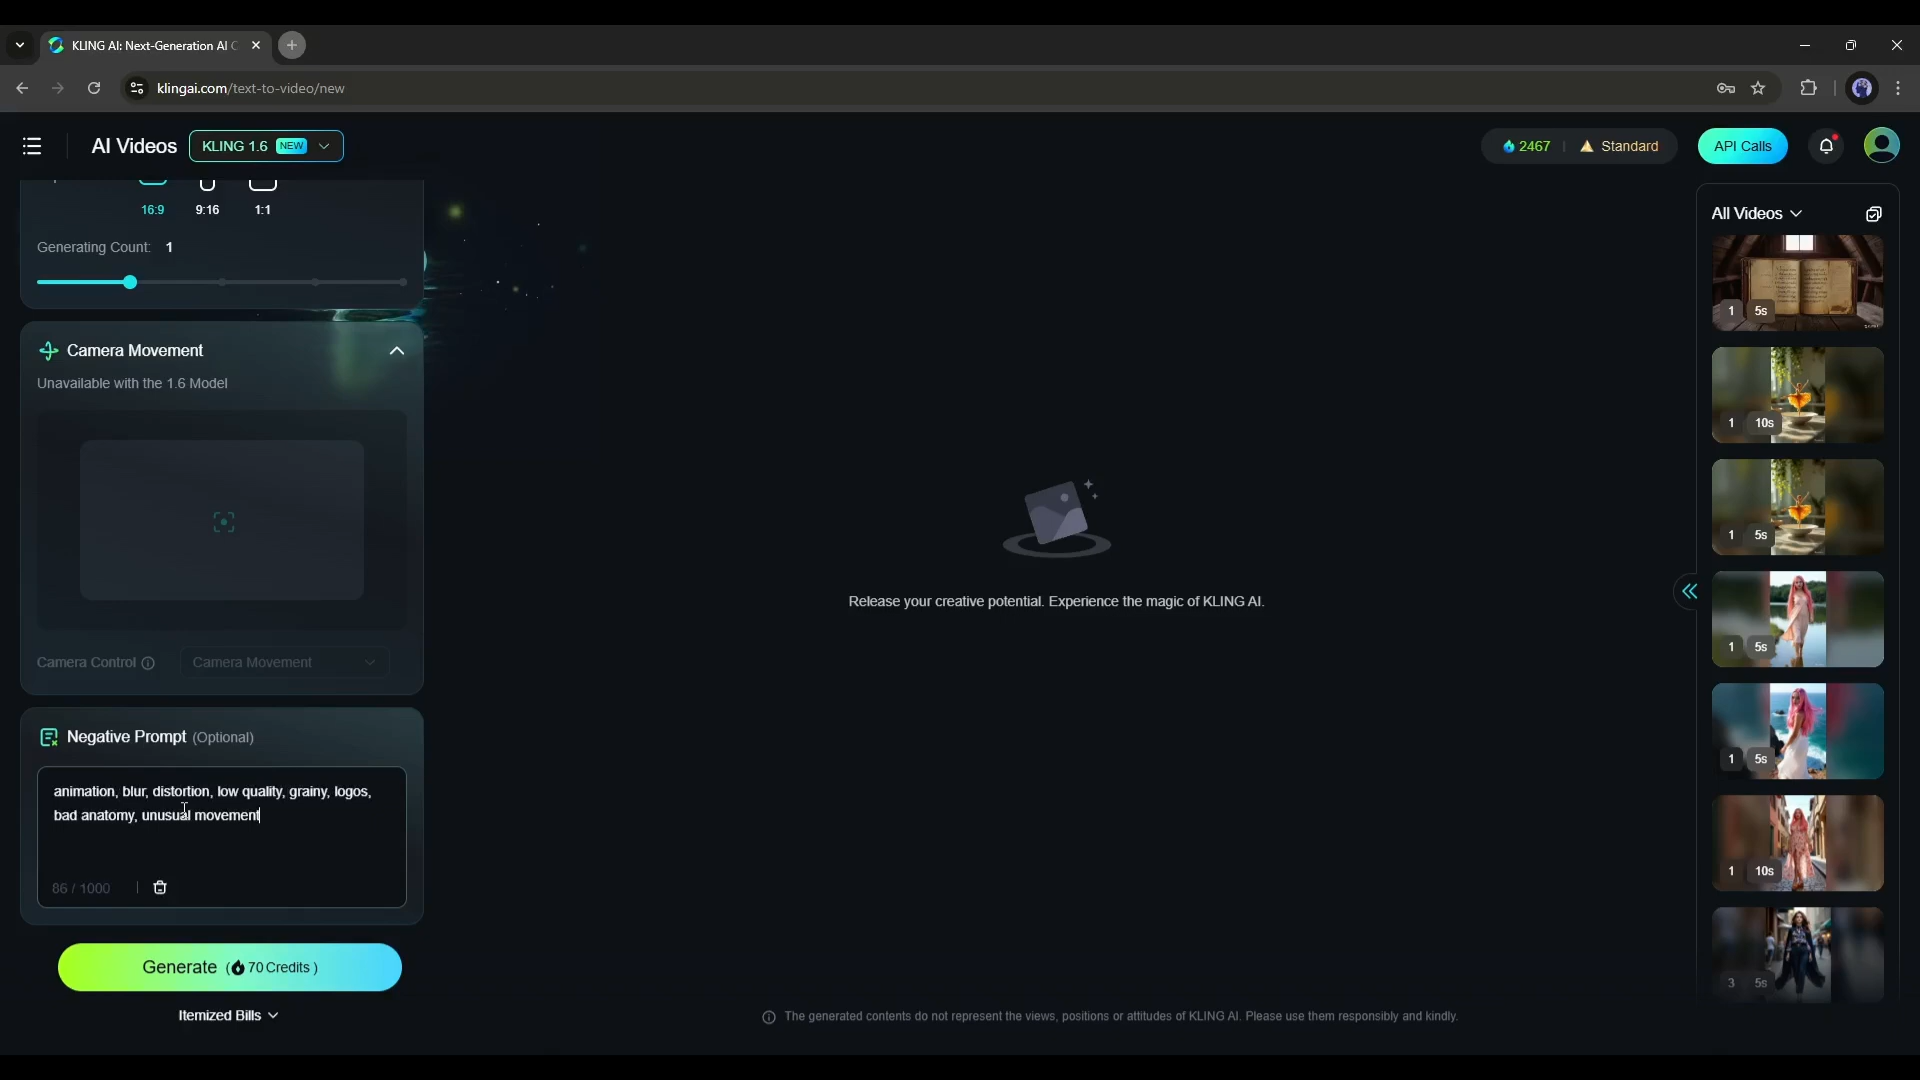 KLING AI: Next-Generation AI C
klingai.com/text-to-video/new
AI Videos
KLING 1.6 NEW
2467
Standard
API Calls
16:9
9:16
1:1
Generating Count: 1
Camera Movement
Unavailable with the 1.6 Model
Camera Control
Camera Movement
Negative Prompt (Optional)
animation, blur, distortion, low quality, grainy, logos,
bad anatomy, unusual movement
86 / 1000
Generate ( 70 Credits )
Itemized Bills
Release your creative potential. Experience the magic of KLING AI.
The generated contents do not represent the views, positions or attitudes of KLING AI. Please use them responsibly and kindly.
All Videos
1 5s
1 10s
1 5s
1 5s
1 5s
1 10s
3 5s